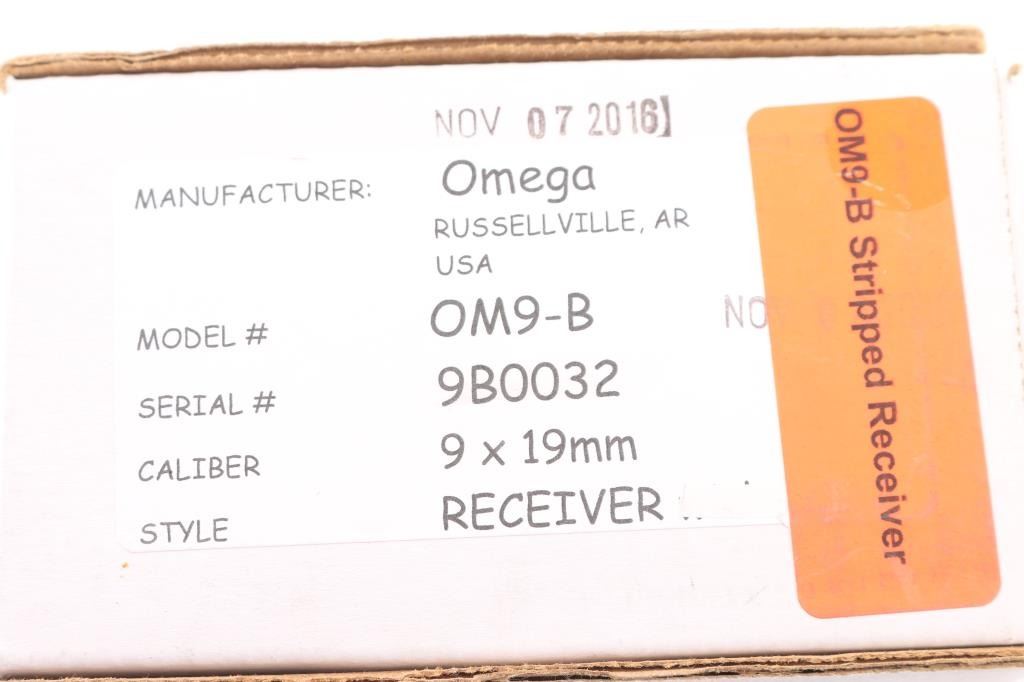 NOV 07 2016
MANUFACTURER: Omega
RUSSELLVILLE, AR
USA
MODEL # OM9-B
NO
SERIAL # 9B0032
CALIBER 9 x 19mm
STYLE RECEIVER
OM9-B Stripped Receiver